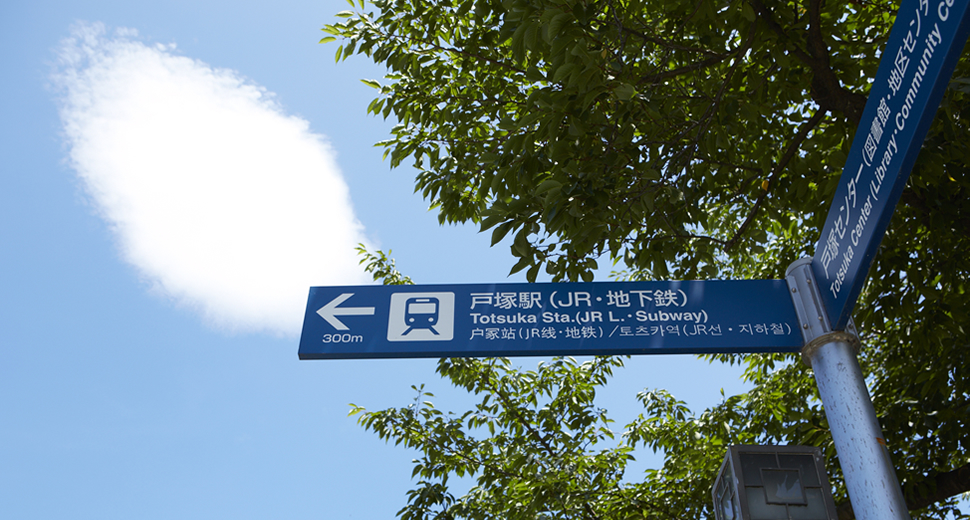 戸塚駅（JR・地下鉄）
Totsuka Sta.(JR L.・Subway)
户冢站(JR线・地铁)/토츠카역(JR선・지하철)
300m
戸塚センター(図書館・地区センタ
Totsuka Center (Library･Community Ce